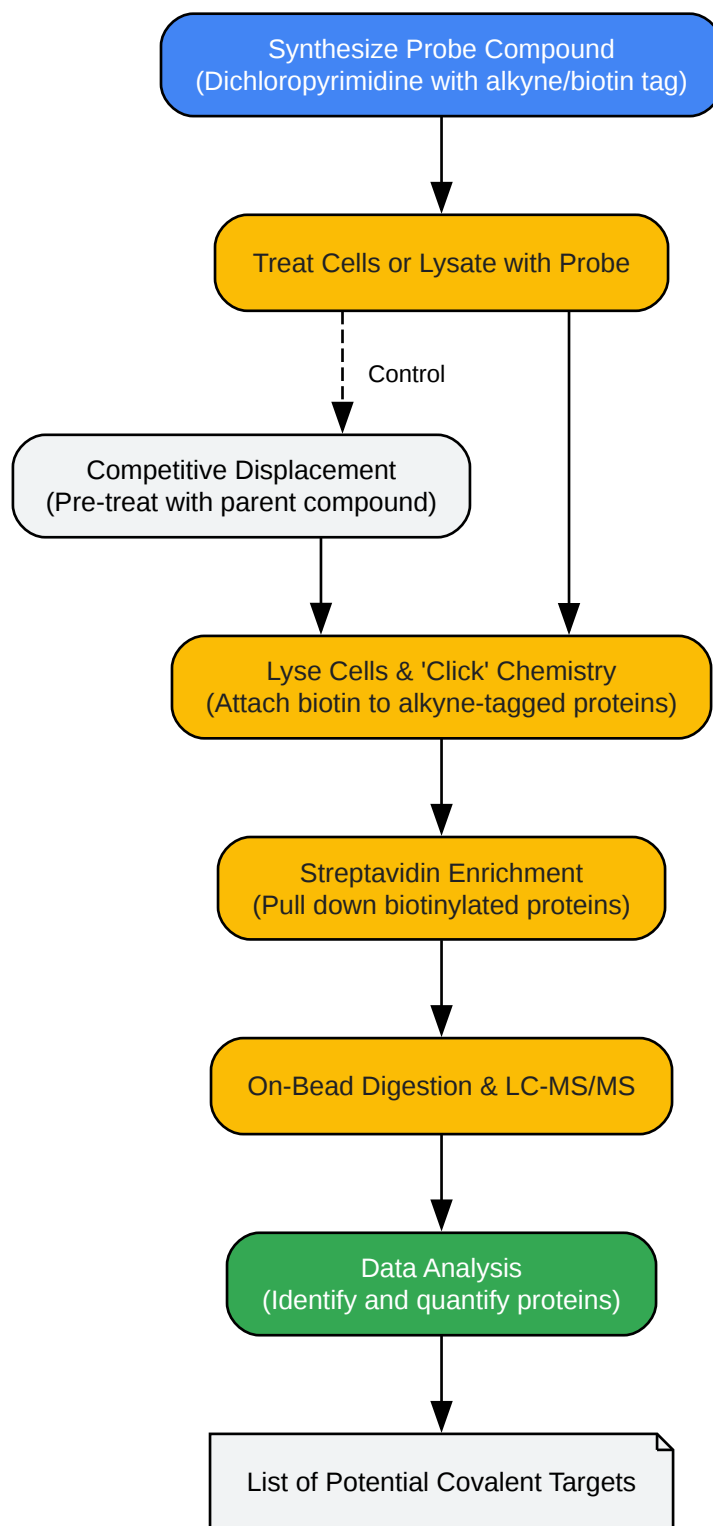 Synthesize Probe Compound
(Dichloropyrimidine with alkyne/biotin tag)
Treat Cells or Lysate with Probe
Control
Competitive Displacement
(Pre-treat with parent compound)
Lyse Cells & 'Click' Chemistry
(Attach biotin to alkyne-tagged proteins)
Streptavidin Enrichment
(Pull down biotinylated proteins)
On-Bead Digestion & LC-MS/MS
Data Analysis
(Identify and quantify proteins)
List of Potential Covalent Targets